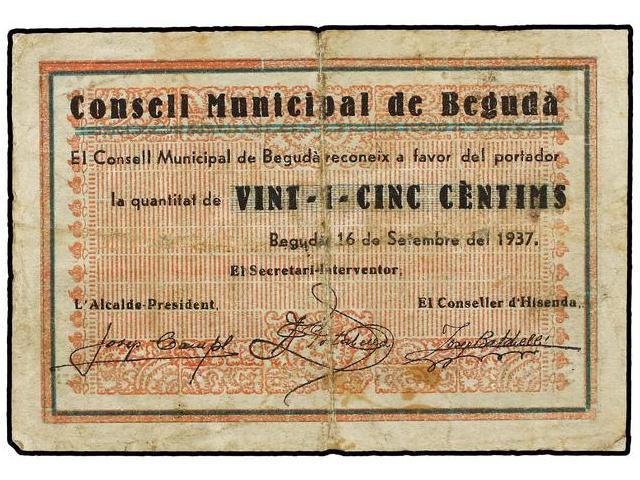 Consell Municipal de Begudà
El Consell Municipal de Begudà reconeix a favor del portador
la quantitat de VINT-I-CINC CÈNTIMS
Begudà 16 de Setembre del 1937.
El Secretari-Interventor,
L'Alcalde-President, El Conseller d'Hisenda,
Josep